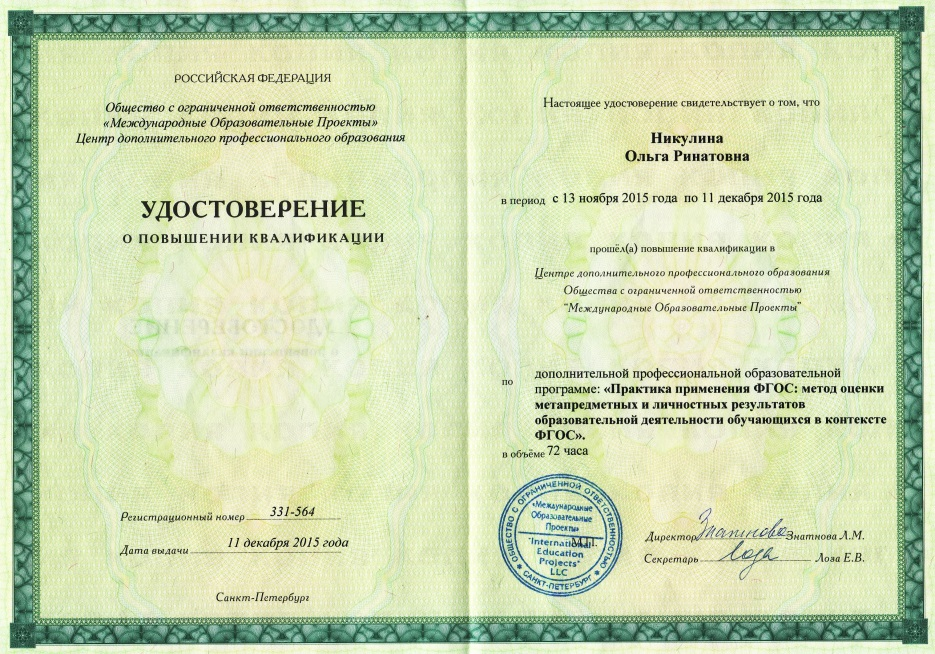 РОССИЙСКАЯ ФЕДЕРАЦИЯ
Общество с ограниченной ответственностью
«Международные Образовательные Проекты»
Центр дополнительного профессионального образования
УДОСТОВЕРЕНИЕ
О ПОВЫШЕНИИ КВАЛИФИКАЦИИ
Регистрационный номер 331-564
Дата выдачи 11 декабря 2015 года
Санкт-Петербург
Настоящее удостоверение свидетельствует о том, что
Никулина
Ольга Ринатовна
в период с 13 ноября 2015 года по 11 декабря 2015 года
прошёл(а) повышение квалификации в
Центре дополнительного профессионального образования
Общества с ограниченной ответственностью
"Международные Образовательные Проекты"
по дополнительной профессиональной образовательной
программе: «Практика применения ФГОС: метод оценки
метапредметных и личностных результатов
образовательной деятельности обучающихся в контексте
ФГОС».
в объёме 72 часа
ОБЩЕСТВО С ОГРАНИЧЕННОЙ ОТВЕТСТВЕННОСТЬЮ
САНКТ-ПЕТЕРБУРГ
«Международные
Образовательные
Проекты»
М.П.
"International
Education
Projects"
LLC
Директор Знатнова Знатнова Л.М.
Секретарь Лоза Лоза Е.В.